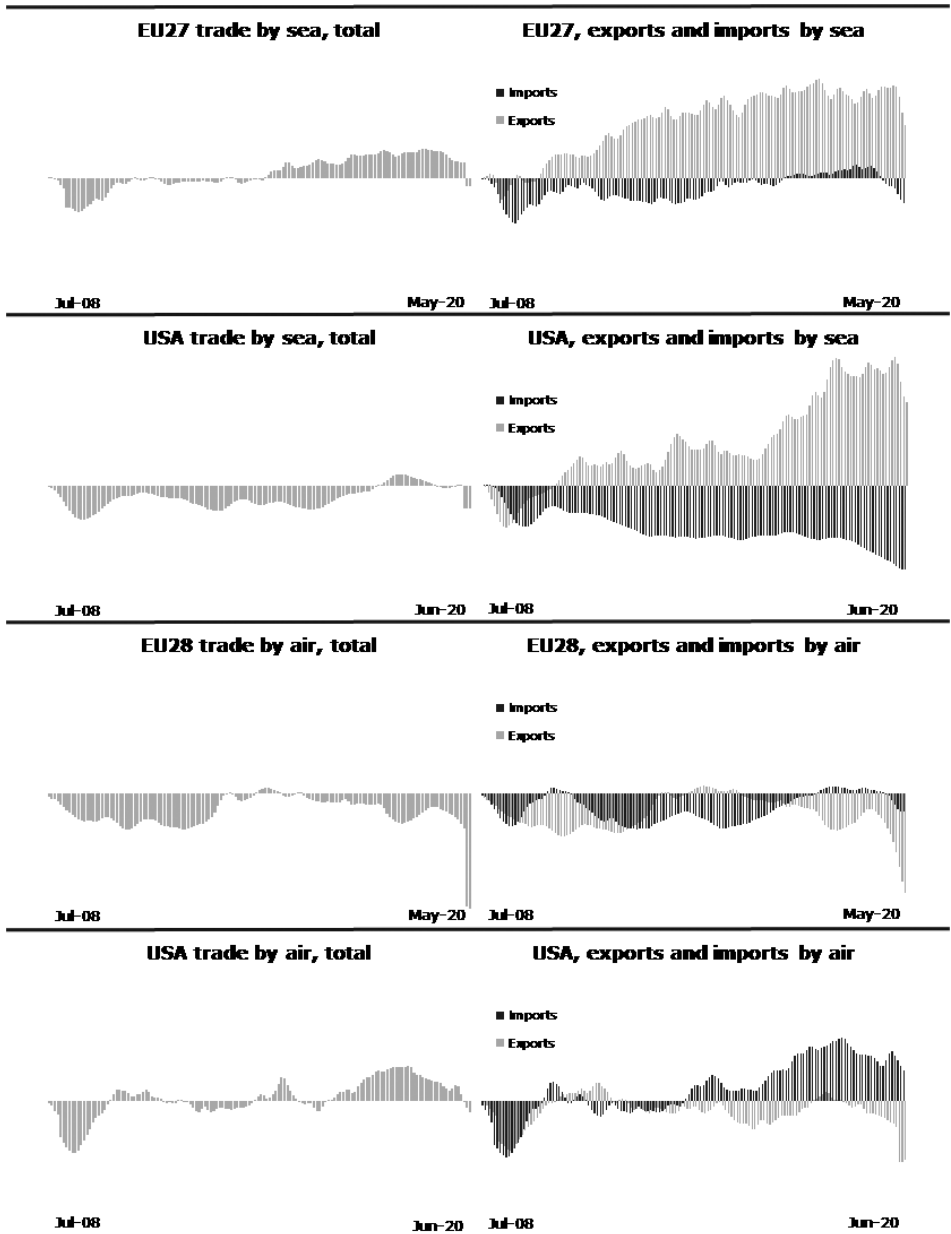 EU27 trade by sea, total
EU27, exports and imports by sea
Imports
Exports
Jul-08
May-20
Jul-08
May-20
USA trade by sea, total
USA, exports and imports by sea
Imports
Exports
Jul-08
Jun-20
Jul-08
Jun-20
EU28 trade by air, total
EU28, exports and imports by air
Imports
Exports
Jul-08
May-20
Jul-08
May-20
USA trade by air, total
USA, exports and imports by air
Imports
Exports
Jul-08
Jun-20
Jul-08
Jun-20